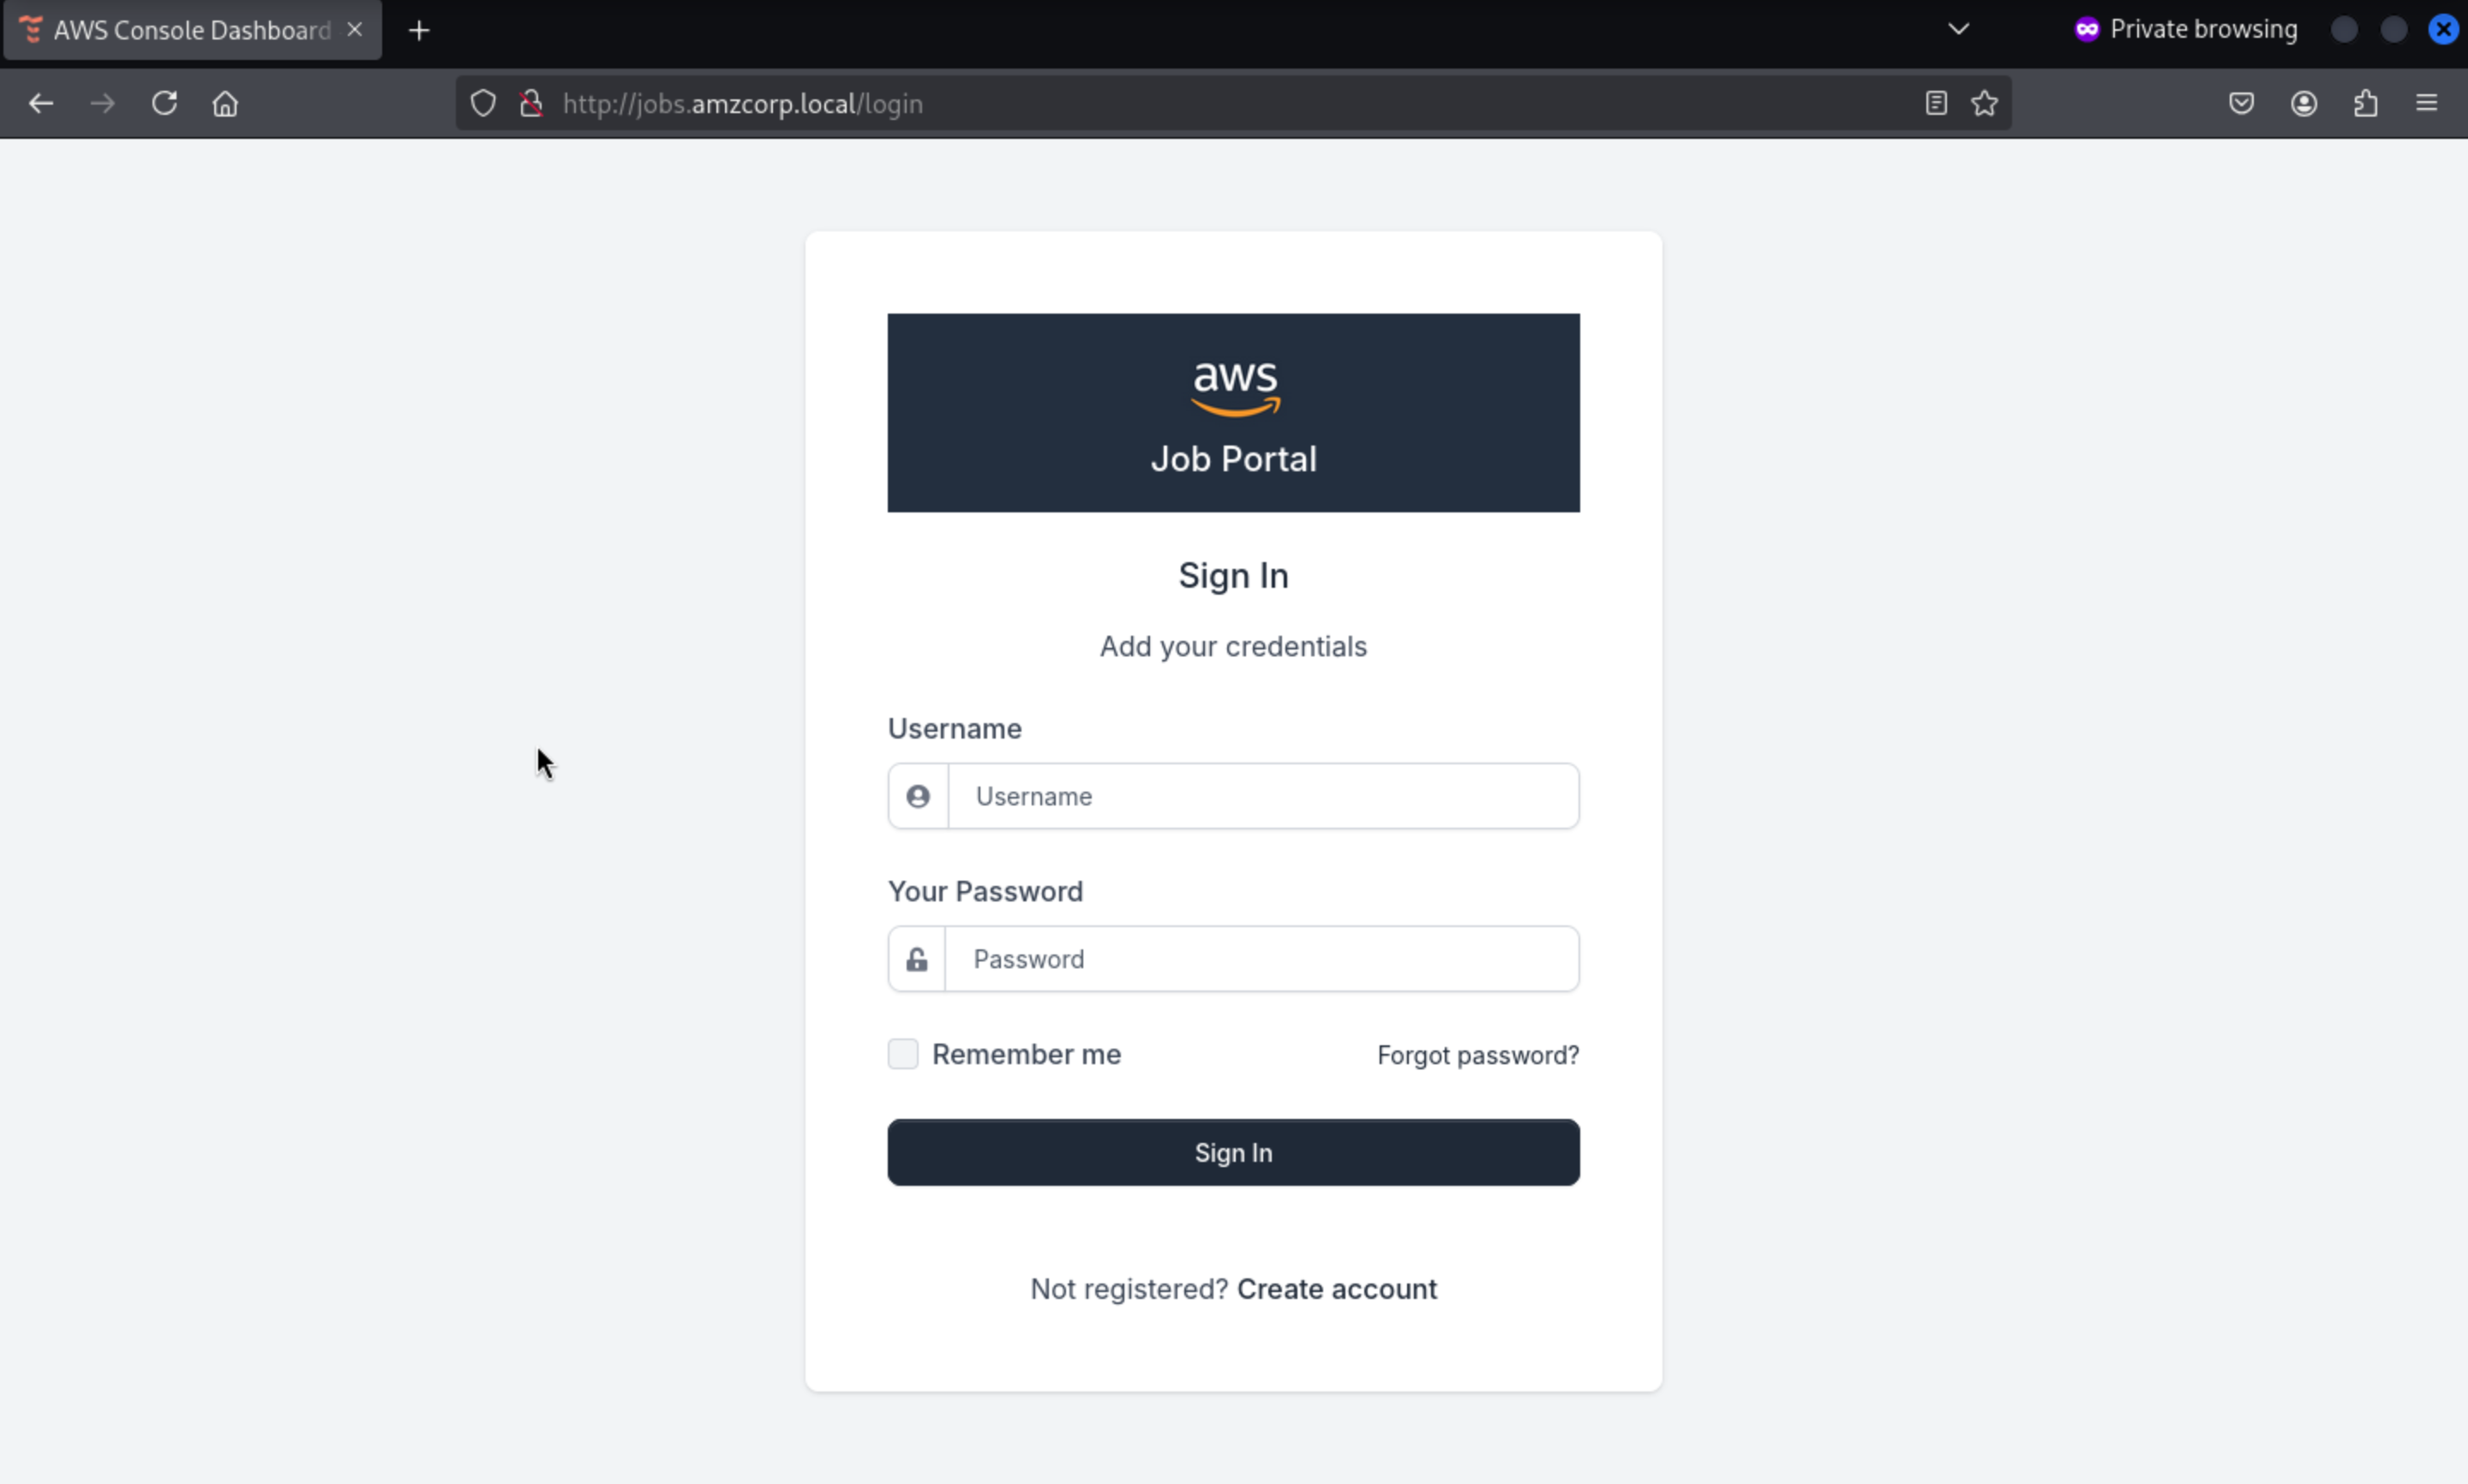 AWS Console Dashboard
Private browsing
http://jobs.amzcorp.local/login
aws
Job Portal
Sign In
Add your credentials
Username
Username
Your Password
Password
Remember me
Forgot password?
Sign In
Not registered? Create account